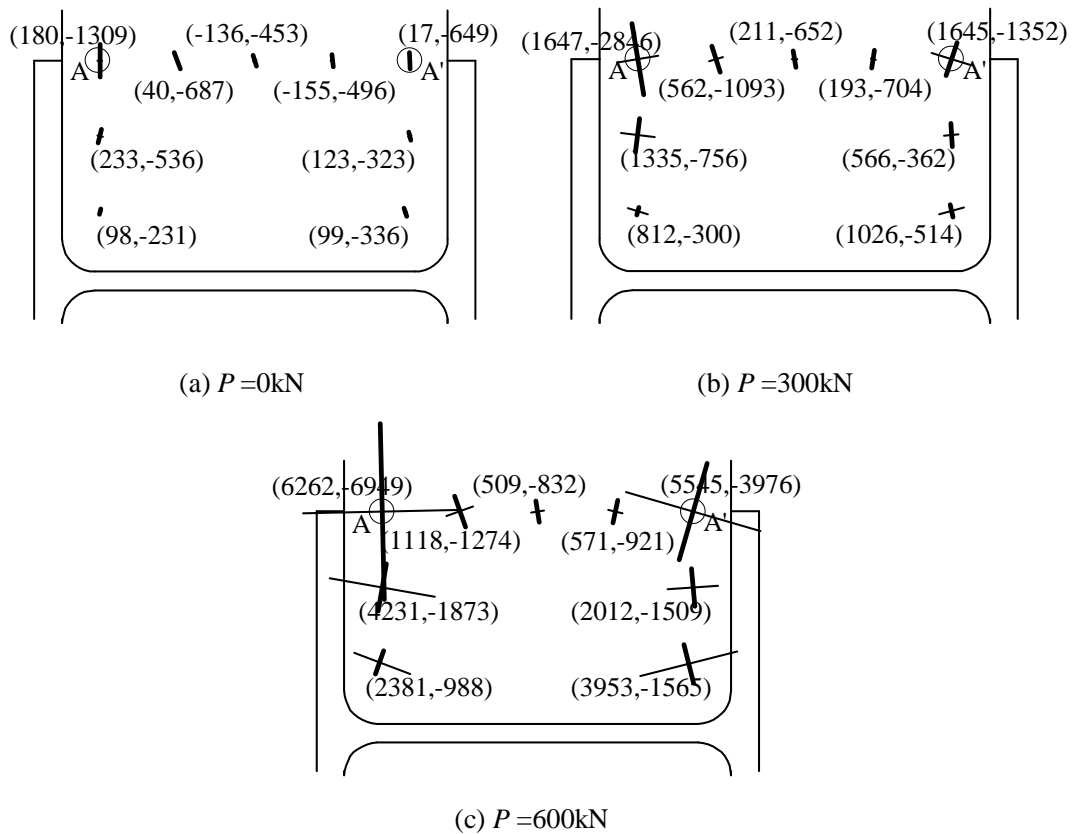 (180,-1309) (-136,-453) (17,-649)
A A'
(40,-687) (-155,-496)
(233,-536) (123,-323)
(98,-231) (99,-336)
(a) P =0kN
(1647,-2846) (211,-652) (1645,-1352)
A A'
(562,-1093) (193,-704)
(1335,-756) (566,-362)
(812,-300) (1026,-514)
(b) P =300kN
(6262,-6949) (509,-832) (5545,-3976)
A A'
(1118,-1274) (571,-921)
(4231,-1873) (2012,-1509)
(2381,-988) (3953,-1565)
(c) P =600kN